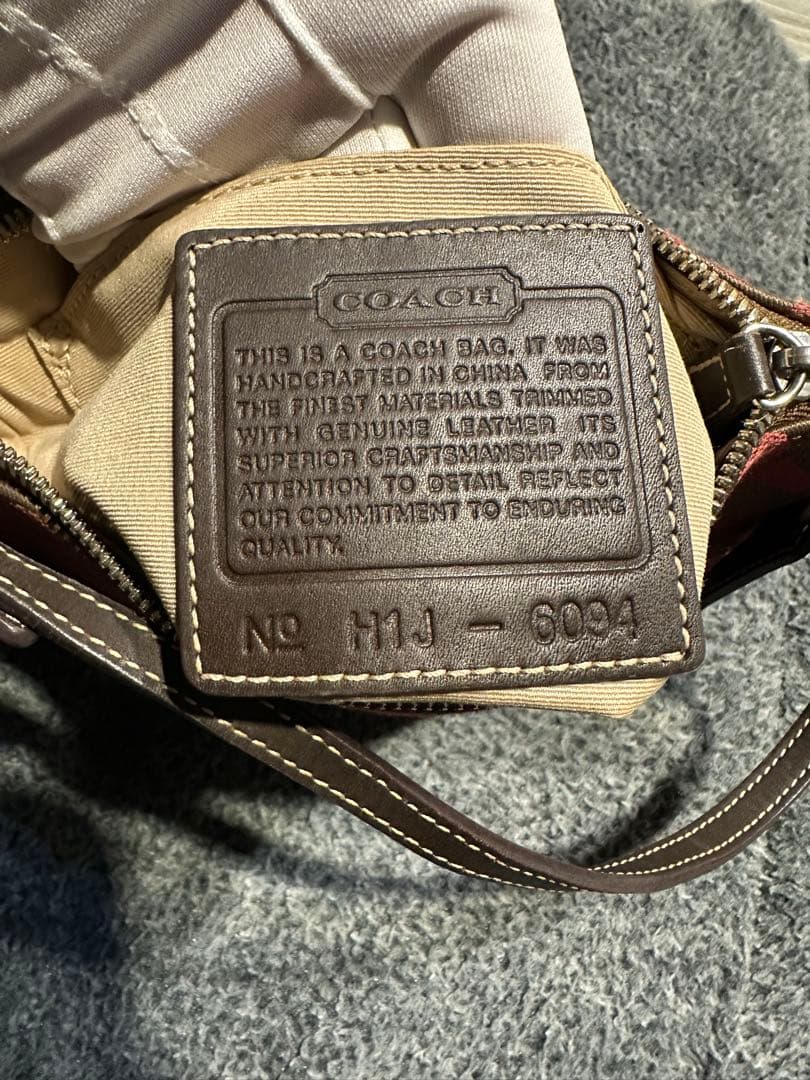 COACH
THIS IS A COACH BAG. IT WAS
HANDCRAFTED IN CHINA FROM
THE FINEST MATERIALS TRIMMED
WITH GENUINE LEATHER ITS
SUPERIOR CRAFTSMANSHIP AND
ATTENTION TO DETAIL REFLECT
OUR COMMITMENT TO ENDURING
QUALITY.
No H1J - 6094